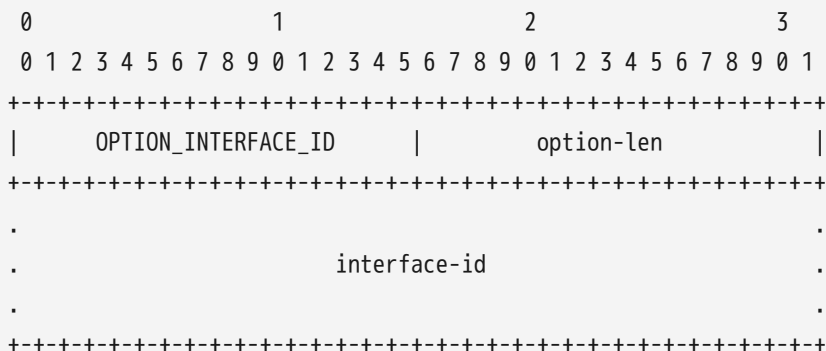 0                   1                   2                   3
 0 1 2 3 4 5 6 7 8 9 0 1 2 3 4 5 6 7 8 9 0 1 2 3 4 5 6 7 8 9 0 1
+-+-+-+-+-+-+-+-+-+-+-+-+-+-+-+-+-+-+-+-+-+-+-+-+-+-+-+-+-+-+-+-+
|      OPTION_INTERFACE_ID      |         option-len            |
+-+-+-+-+-+-+-+-+-+-+-+-+-+-+-+-+-+-+-+-+-+-+-+-+-+-+-+-+-+-+-+-+
.                                                               .
.                         interface-id                          .
.                                                               .
+-+-+-+-+-+-+-+-+-+-+-+-+-+-+-+-+-+-+-+-+-+-+-+-+-+-+-+-+-+-+-+-+